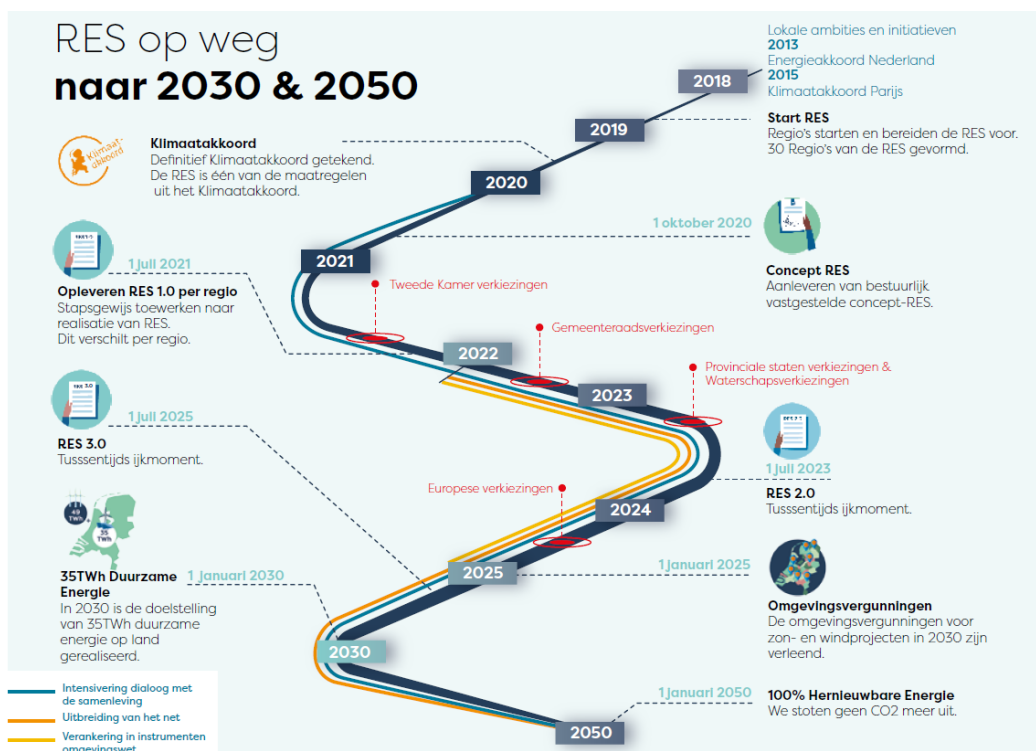 RES op weg
naar 2030 & 2050
Lokale ambities en initiatieven
2013
Energieakkoord Nederland
2015
Klimaatakkoord Parijs
2018
Start RES
Regio's starten en bereiden de RES voor.
30 Regio's van de RES gevormd.
2019
Klimaat-
akkoord
Klimaatakkoord
Definitief Klimaatakkoord getekend.
De RES is één van de maatregelen
uit het Klimaatakkoord.
2020
1 oktober 2020
Concept RES
Aanleveren van bestuurlijk
vastgestelde concept-RES.
2021
1 juli 2021
Opleveren RES 1.0 per regio
Stapsgewijs toewerken naar
realisatie van RES.
Dit verschilt per regio.
Tweede Kamer verkiezingen
2022
Gemeenteraadsverkiezingen
2023
Provinciale staten verkiezingen &
Waterschapsverkiezingen
1 juli 2023
RES 2.0
Tusssentijds ijkmoment.
1 juli 2025
RES 3.0
Tusssentijds ijkmoment.
Europese verkiezingen
2024
2025
1 januari 2025
Omgevingsvergunningen
De omgevingsvergunningen voor
zon- en windprojecten in 2030 zijn
verleend.
49
TWh
35
TWh
35TWh Duurzame
Energie
1 januari 2030
In 2030 is de doelstelling
van 35TWh duurzame
energie op land
gerealiseerd.
2030
1 januari 2050
100% Hernieuwbare Energie
We stoten geen CO2 meer uit.
2050
Intensivering dialoog met
de samenleving
Uitbreiding van het net
Verankering in instrumenten
omgevingswet